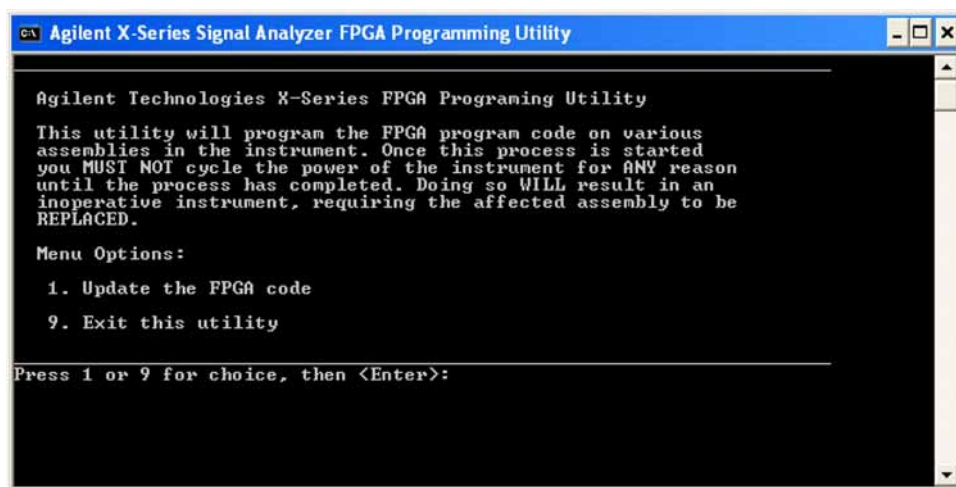 Agilent X-Series Signal Analyzer FPGA Programming Utility
Agilent Technologies X-Series FPGA Programing Utility
This utility will program the FPGA program code on various
assemblies in the instrument. Once this process is started
you MUST NOT cycle the power of the instrument for ANY reason
until the process has completed. Doing so WILL result in an
inoperative instrument, requiring the affected assembly to be
REPLACED.
Menu Options:
1. Update the FPGA code
9. Exit this utility
Press 1 or 9 for choice, then <Enter>: